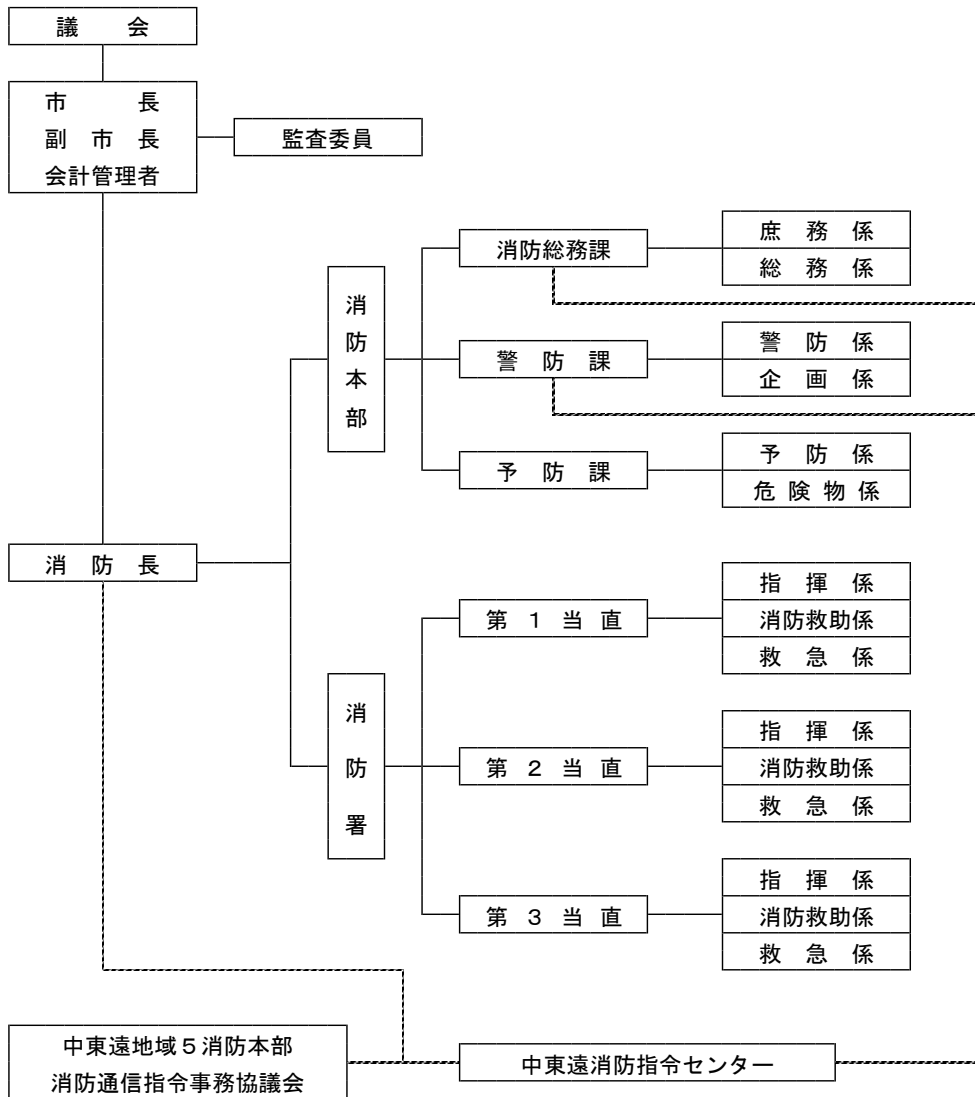 議会
市長
副市長
会計管理者
監査委員
消防総務課
庶務係
総務係
消防本部
警防課
警防係
企画係
予防課
予防係
危険物係
消防長
第1当直
指揮係
消防救助係
救急係
消防署
第2当直
指揮係
消防救助係
救急係
第3当直
指揮係
消防救助係
救急係
中東遠地域5消防本部
消防通信指令事務協議会
中東遠消防指令センター